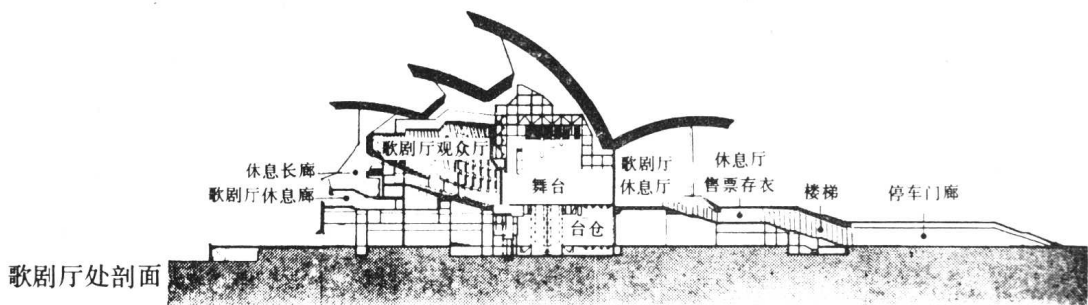 歌剧厅观众厅
休息长廊
歌剧厅休息廊
舞台
台仓
歌剧厅
休息厅
休息厅
售票存衣
楼梯
停车门廊
歌剧厅处剖面